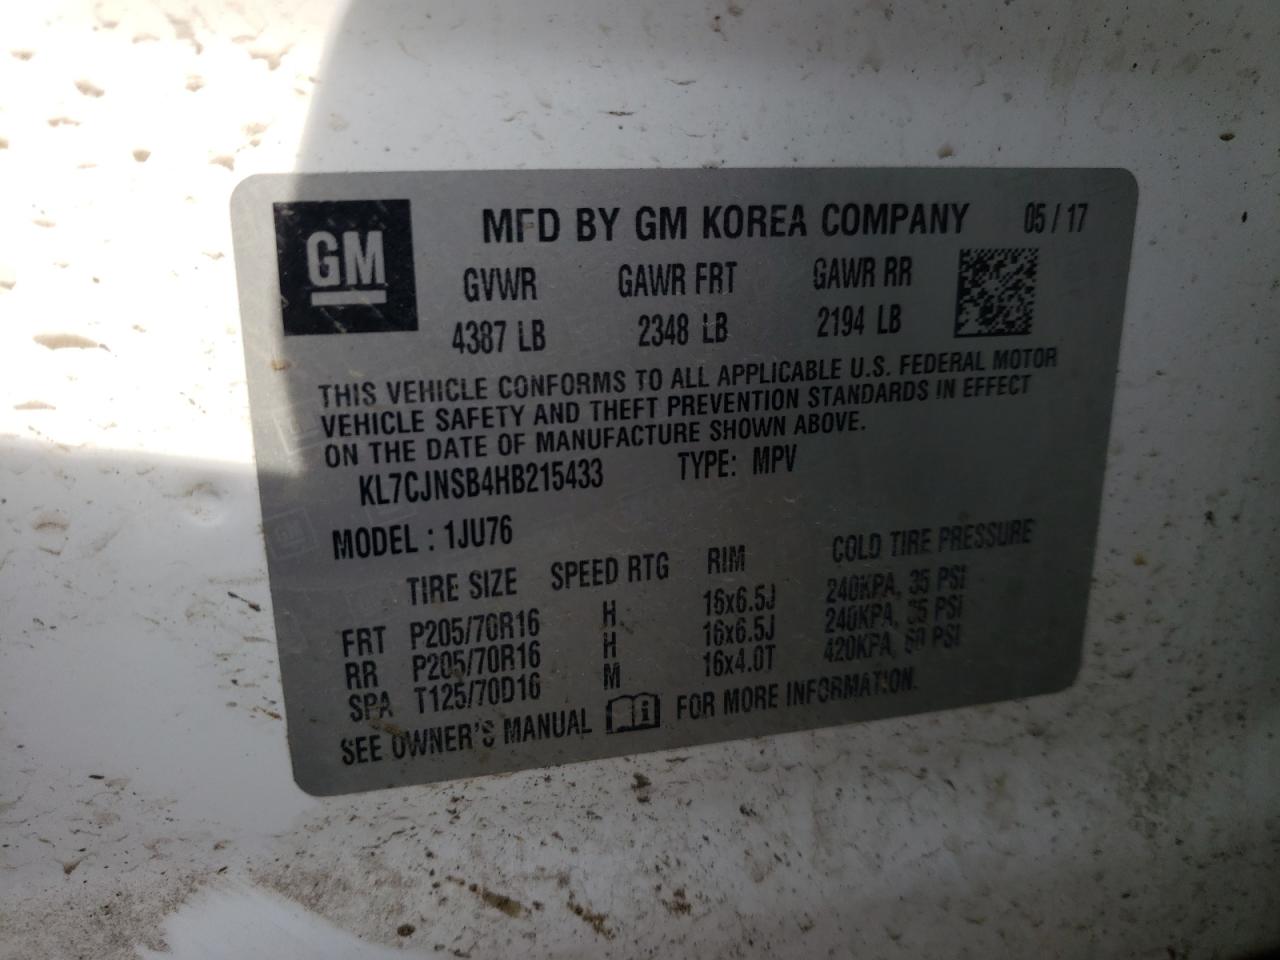 GM
MFD BY GM KOREA COMPANY 05/17
GVWR GAWR FRT GAWR RR
4387 LB 2348 LB 2194 LB
THIS VEHICLE CONFORMS TO ALL APPLICABLE U.S. FEDERAL MOTOR
VEHICLE SAFETY AND THEFT PREVENTION STANDARDS IN EFFECT
ON THE DATE OF MANUFACTURE SHOWN ABOVE.
KL7CJNSB4HB215433 TYPE: MPV
MODEL : 1JU76
TIRE SIZE SPEED RTG RIM COLD TIRE PRESSURE
FRT P205/70R16 H 16x6.5J 240KPA, 35 PSI
RR P205/70R16 H 16x6.5J 240KPA, 35 PSI
SPA T125/70D16 M 16x4.0T 420KPA, 60 PSI
SEE OWNER'S MANUAL FOR MORE INFORMATION.